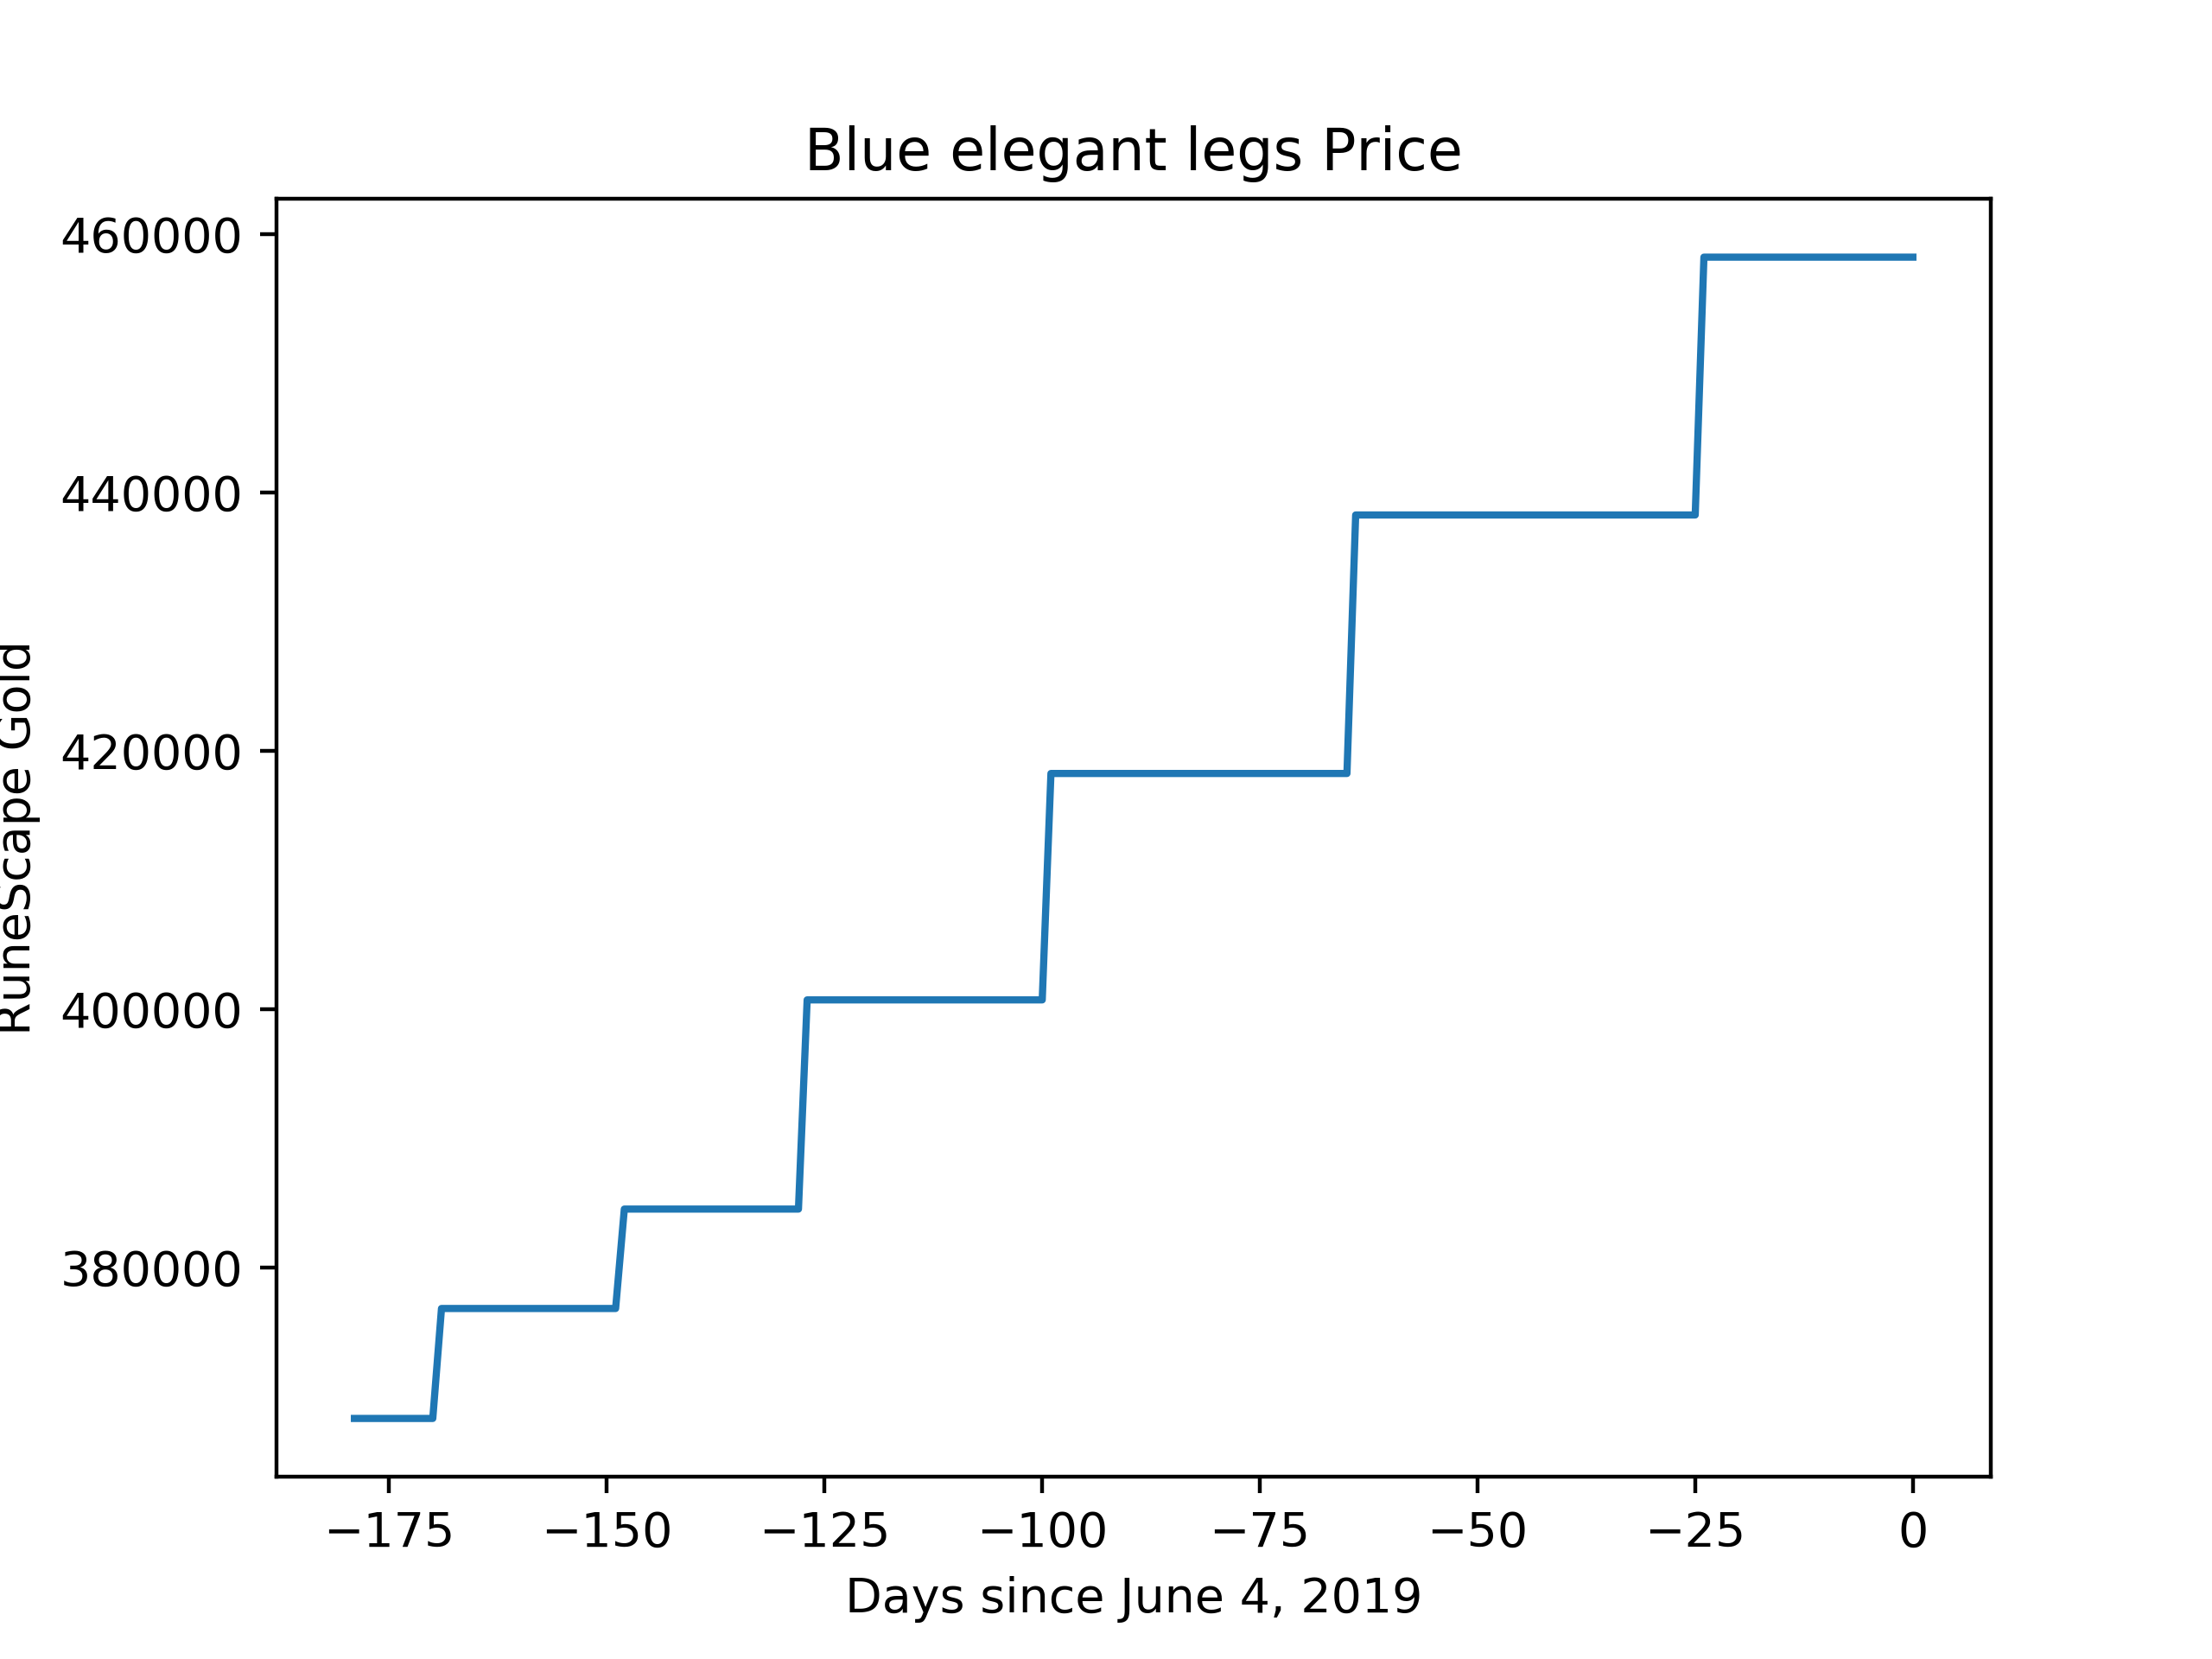 Blue elegant legs Price
460000
440000
420000
400000
380000
RuneScape Gold
−175 −150 −125 −100 −75 −50 −25 0
Days since June 4, 2019